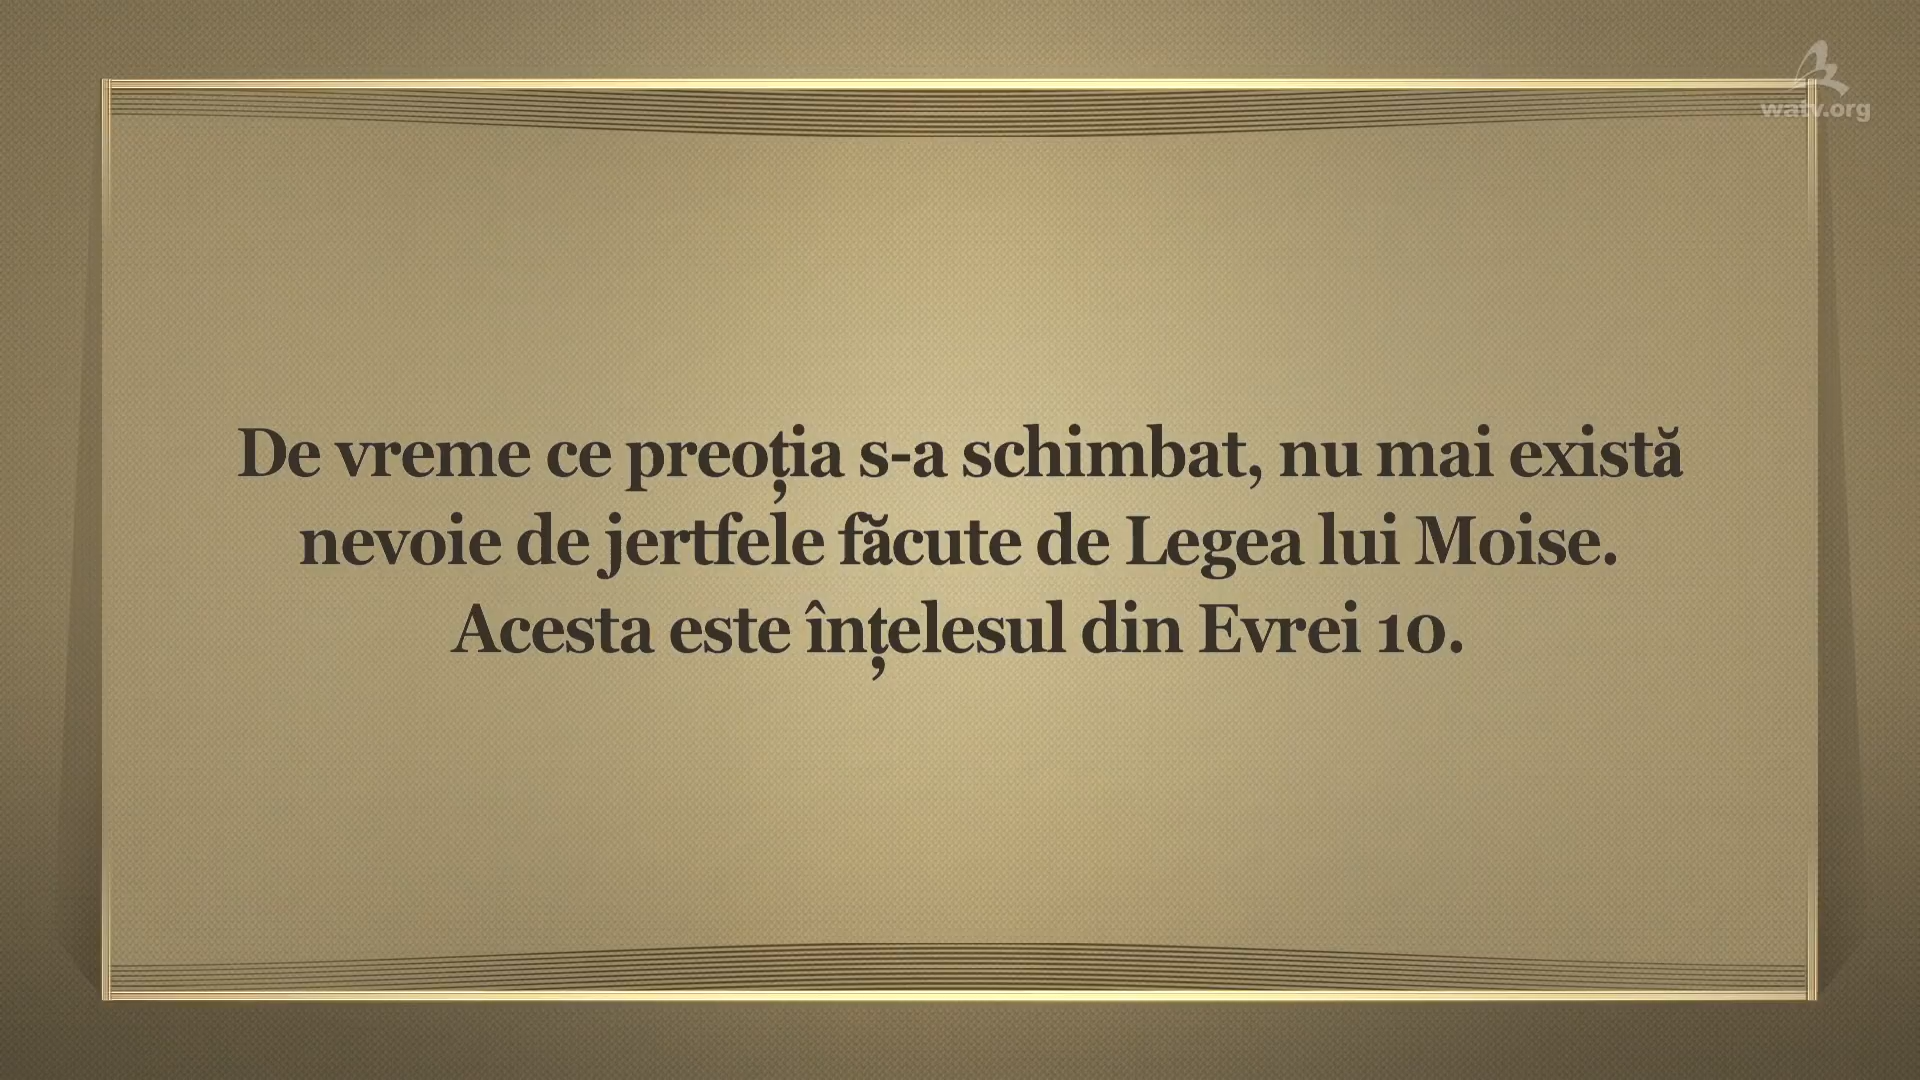 watv.org
De vreme ce preoția s-a schimbat, nu mai există
nevoie de jertfele făcute de Legea lui Moise.
Acesta este înțelesul din Evrei 10.